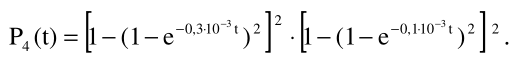 P₄(t) = [1 − (1 − e^{−0,3·10^{−3} t})²]² · [1 − (1 − e^{−0,1·10^{−3} t})²]².